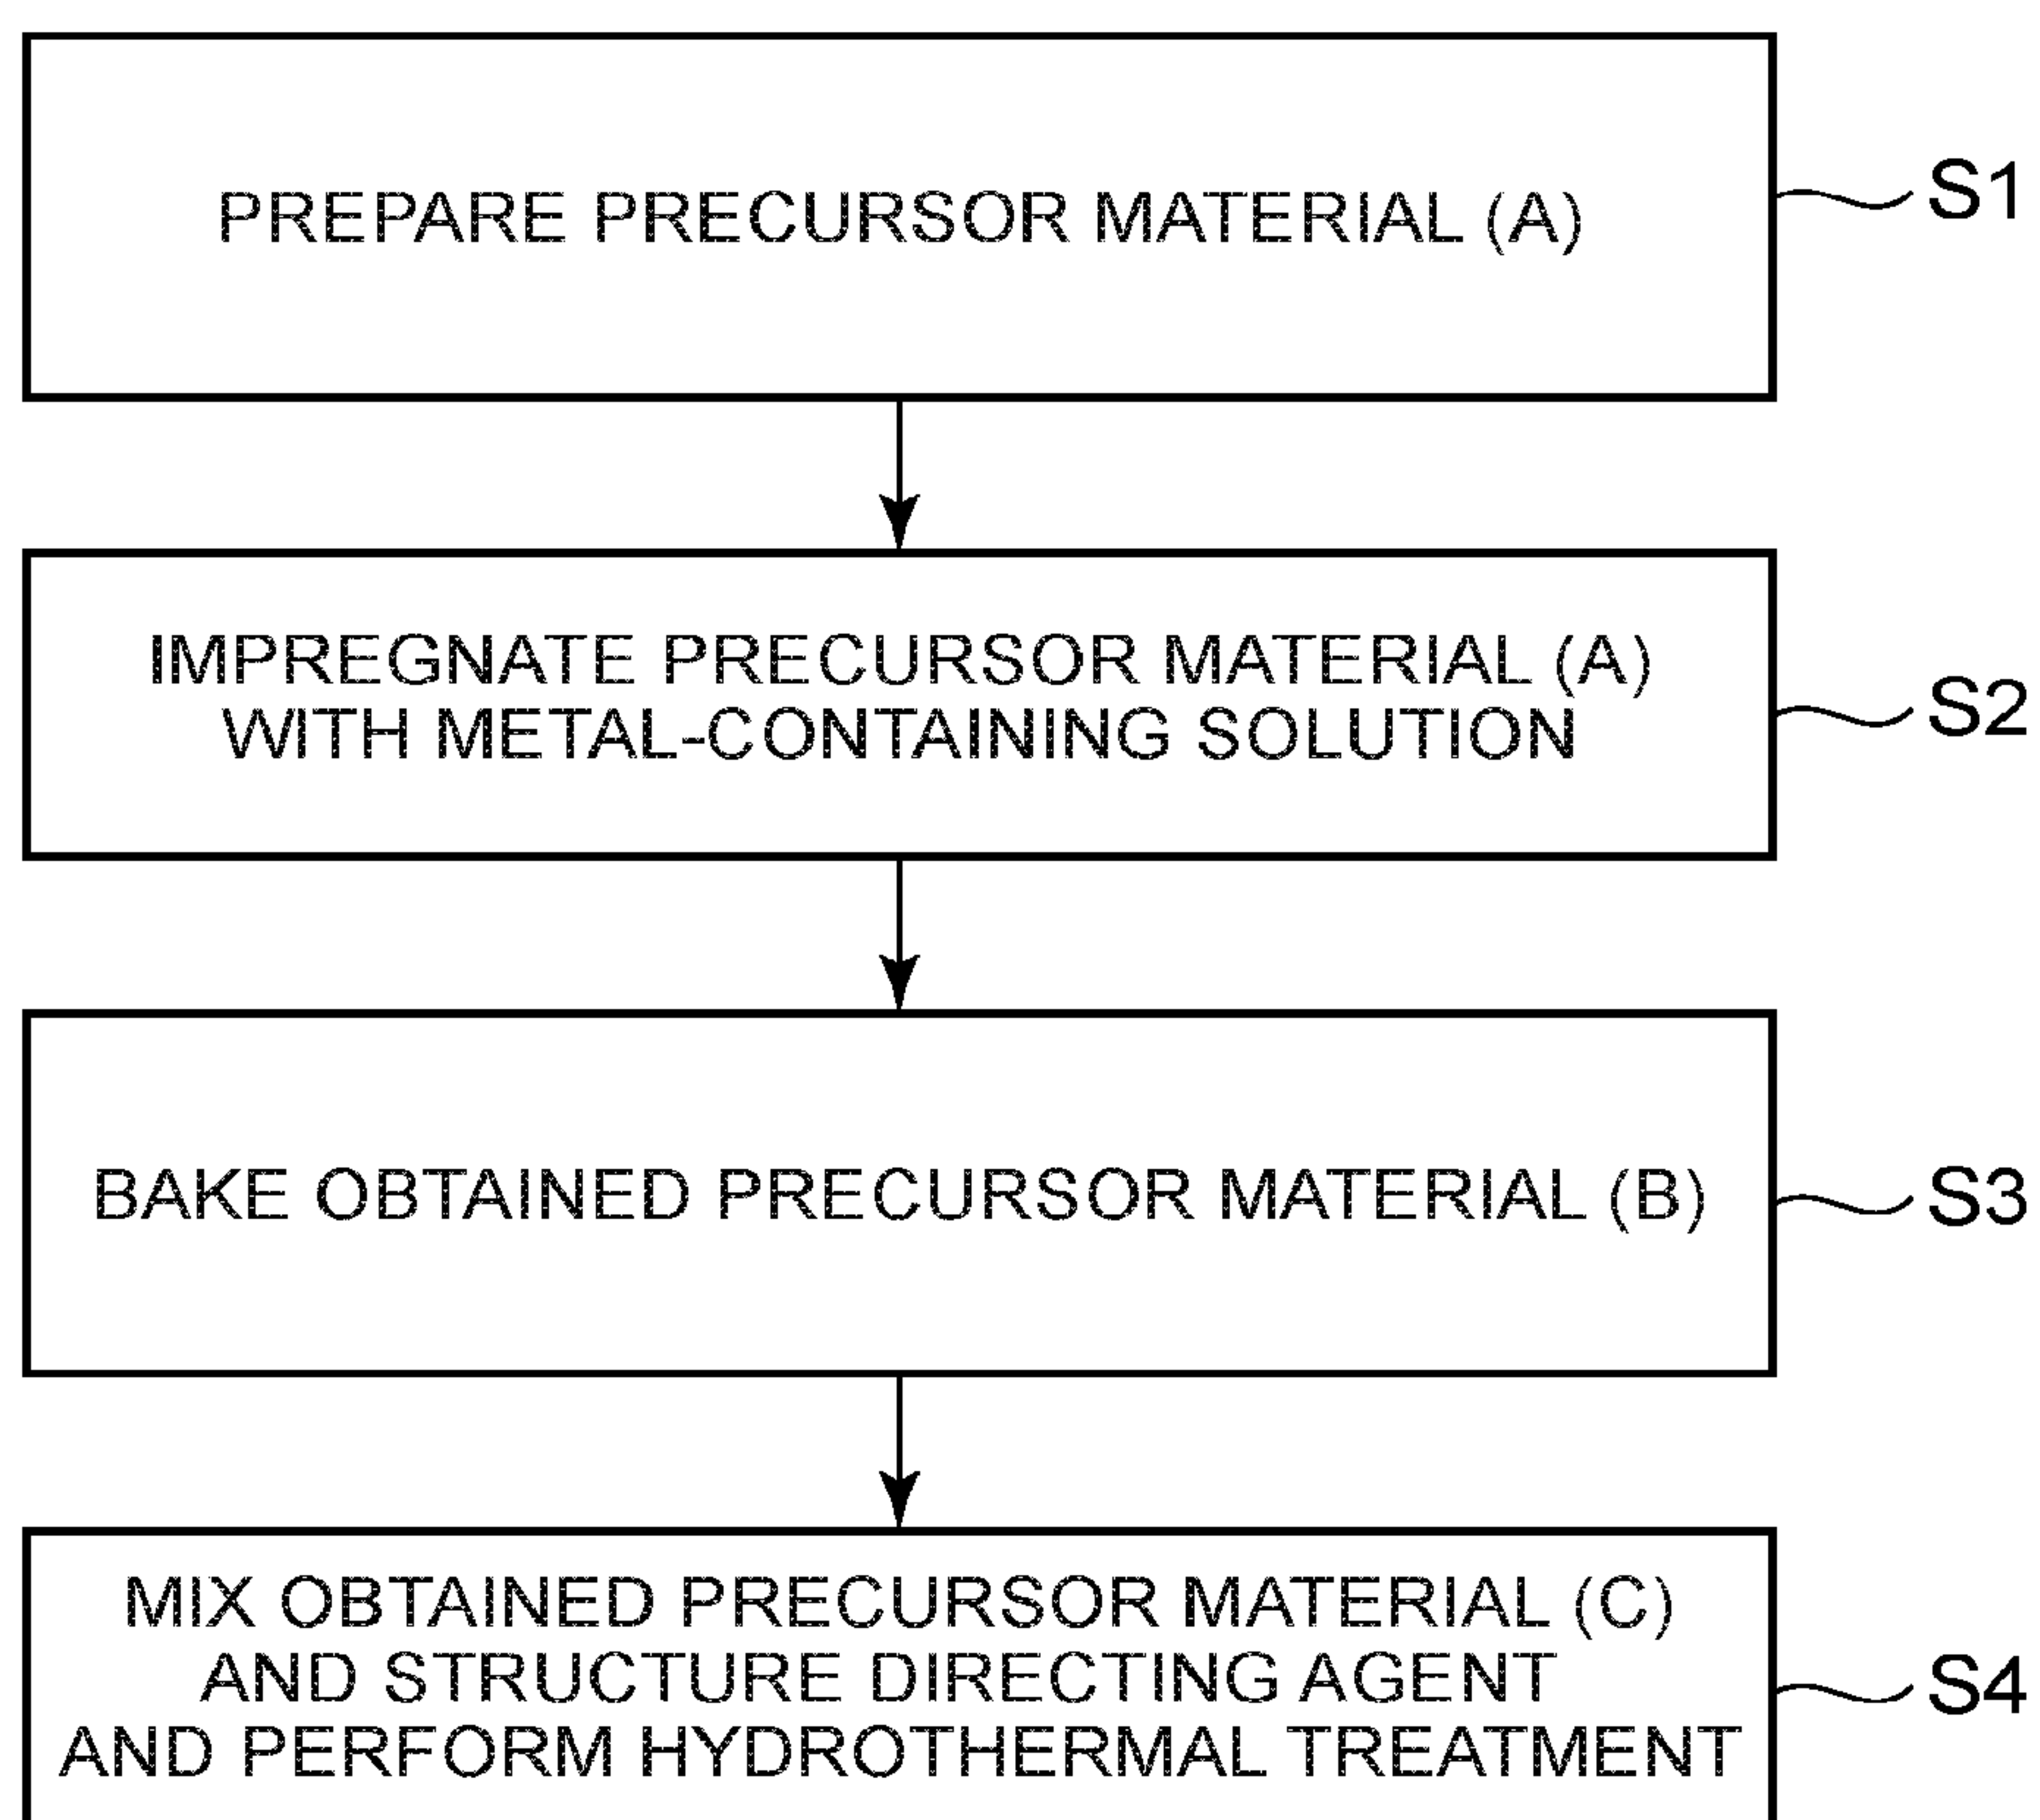 PREPARE PRECURSOR MATERIAL (A)
S1
IMPREGNATE PRECURSOR MATERIAL (A)
WITH METAL-CONTAINING SOLUTION
S2
BAKE OBTAINED PRECURSOR MATERIAL (B)
S3
MIX OBTAINED PRECURSOR MATERIAL (C)
AND STRUCTURE DIRECTING AGENT
AND PERFORM HYDROTHERMAL TREATMENT
S4